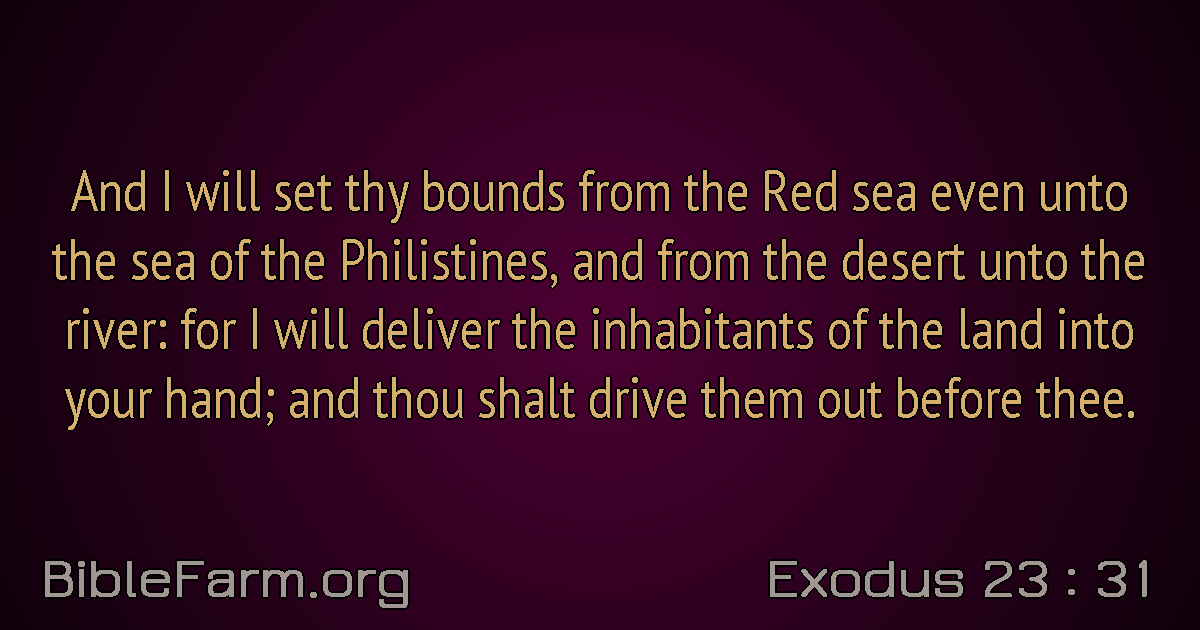 And I will set thy bounds from the Red sea even unto
the sea of the Philistines, and from the desert unto the
river: for I will deliver the inhabitants of the land into
your hand; and thou shalt drive them out before thee.
BibleFarm.org
Exodus 23 : 31